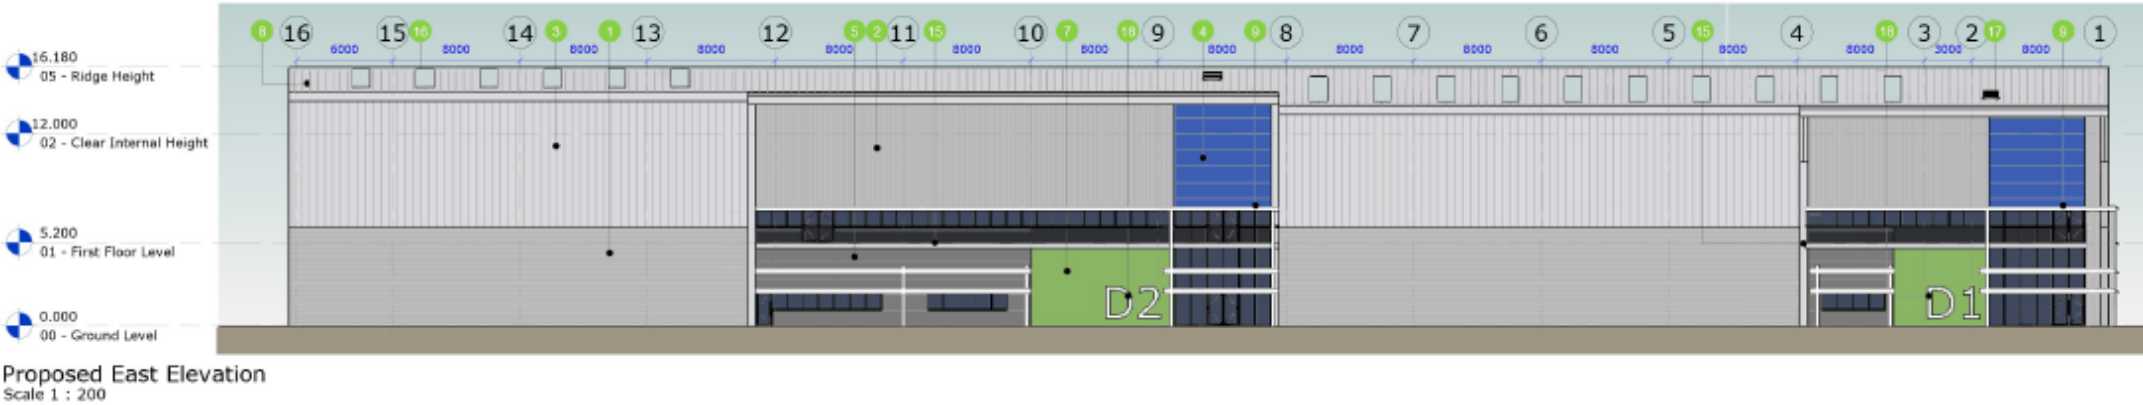 8 16 15 16 14 3 1 13 12 5 2 11 15 10 7 18 9 4 9 8 7 6 5 15 4 18 3 2 17 9 1
6000 8000 8000 8000 8000 8000 8000 8000 8000 8000 8000 8000 8000 3000 8000
16.180
05 - Ridge Height
12.000
02 - Clear Internal Height
5.200
01 - First Floor Level
D2 D1
0.000
00 - Ground Level
Proposed East Elevation
Scale 1 : 200